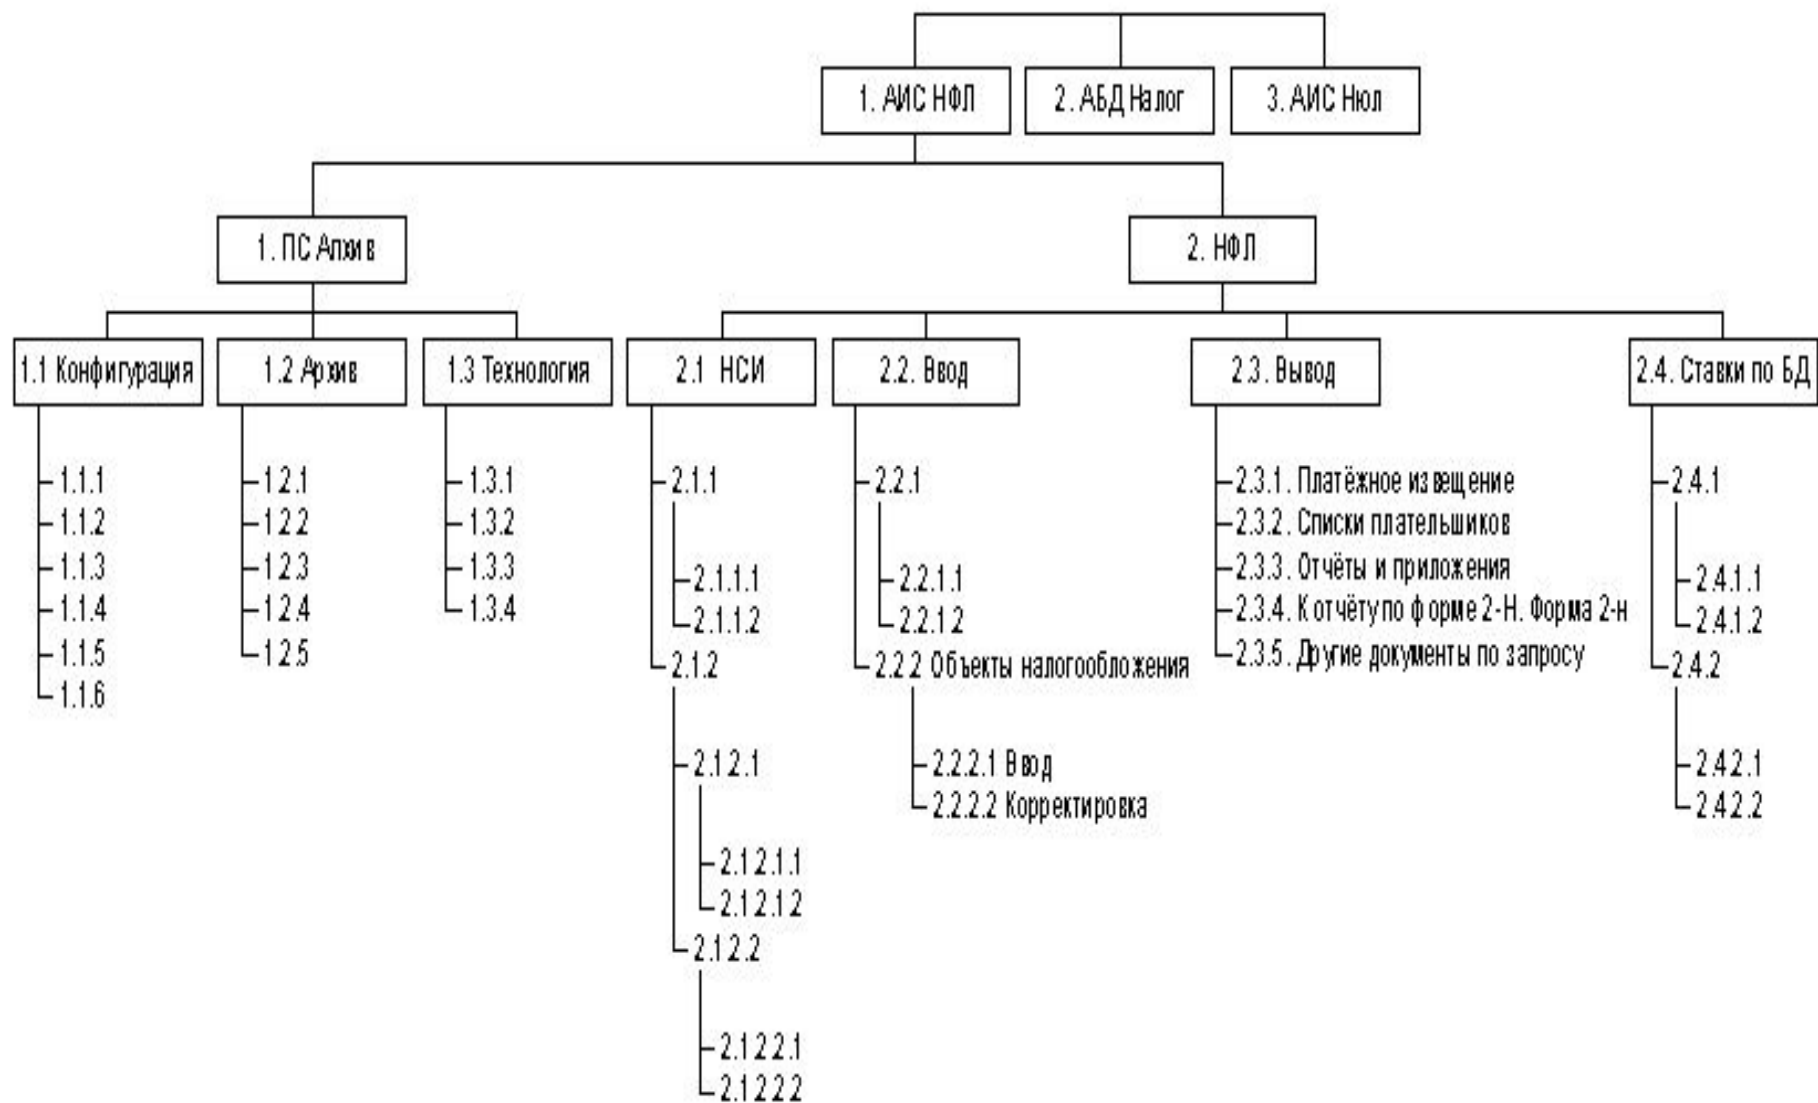 1. АИС НФЛ
2. АБД Налог
3. АИС Нюл
1. ПС Апхив
2. НФЛ
1.1 Конфигурация
1.2 Архив
1.3 Технология
2.1 НСИ
2.2. Ввод
2.3. Вывод
2.4. Ставки по БД
1.1.1
1.1.2
1.1.3
1.1.4
1.1.5
1.1.6
1.2.1
1.2.2
1.2.3
1.2.4
1.2.5
1.3.1
1.3.2
1.3.3
1.3.4
2.1.1
2.1.1.1
2.1.1.2
2.1.2
2.1.2.1
2.1.2.1.1
2.1.2.1.2
2.1.2.2
2.1.2.2.1
2.1.2.2.2
2.2.1
2.2.1.1
2.2.1.2
2.2.2 Объекты налогообложения
2.2.2.1 Ввод
2.2.2.2 Корректировка
2.3.1. Платёжное извещение
2.3.2. Списки плательшиков
2.3.3. Отчёты и приложения
2.3.4. К отчёту по форме 2-Н. Форма 2-н
2.3.5. Другие документы по запросу
2.4.1
2.4.1.1
2.4.1.2
2.4.2
2.4.2.1
2.4.2.2